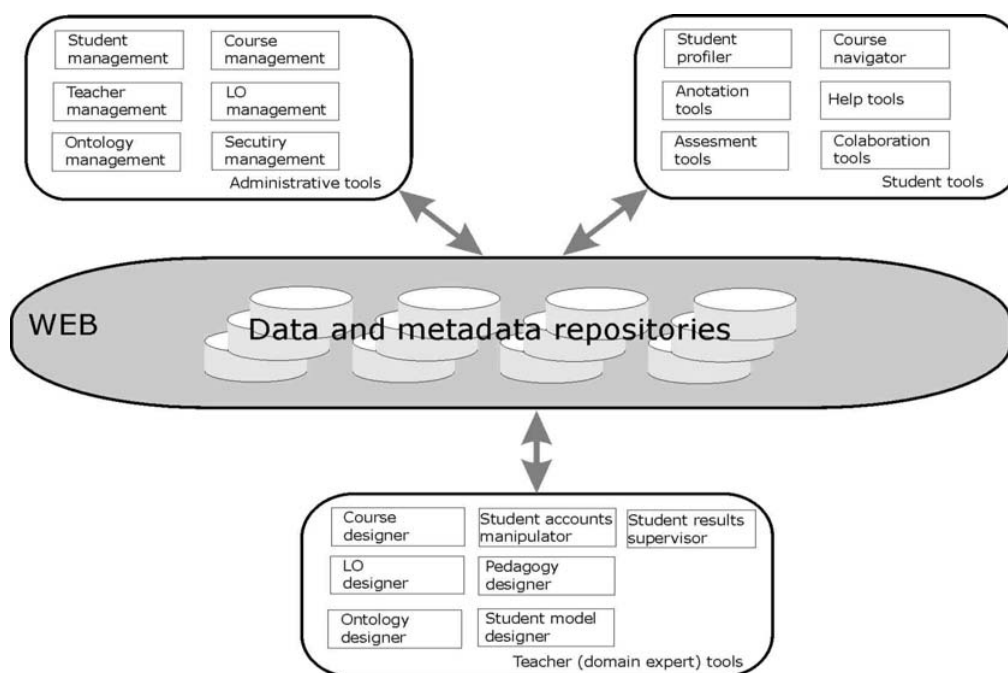 Student
management
Course
management
Teacher
management
LO
management
Ontology
management
Secutiry
management
Administrative tools
Student
profiler
Course
navigator
Anotation
tools
Help tools
Assesment
tools
Colaboration
tools
Student tools
WEB
Data and metadata repositories
Course
designer
Student accounts
manipulator
Student results
supervisor
LO
designer
Pedagogy
designer
Ontology
designer
Student model
designer
Teacher (domain expert) tools